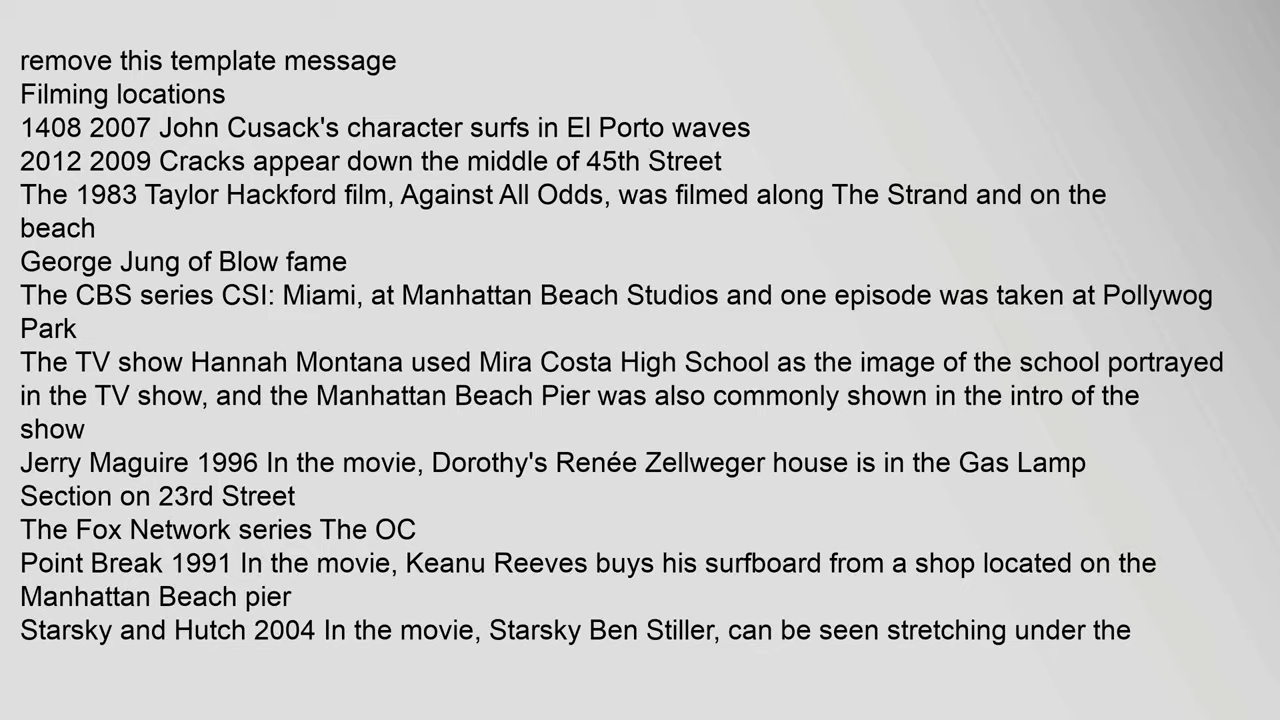 remove this template message
Filming locations
1408 2007 John Cusack's character surfs in El Porto waves
2012 2009 Cracks appear down the middle of 45th Street
The 1983 Taylor Hackford film, Against All Odds, was filmed along The Strand and on the
beach
George Jung of Blow fame
The CBS series CSI: Miami, at Manhattan Beach Studios and one episode was taken at Pollywog
Park
The TV show Hannah Montana used Mira Costa High School as the image of the school portrayed
in the TV show, and the Manhattan Beach Pier was also commonly shown in the intro of the
show
Jerry Maguire 1996 In the movie, Dorothy's Renée Zellweger house is in the Gas Lamp
Section on 23rd Street
The Fox Network series The OC
Point Break 1991 In the movie, Keanu Reeves buys his surfboard from a shop located on the
Manhattan Beach pier
Starsky and Hutch 2004 In the movie, Starsky Ben Stiller, can be seen stretching under the